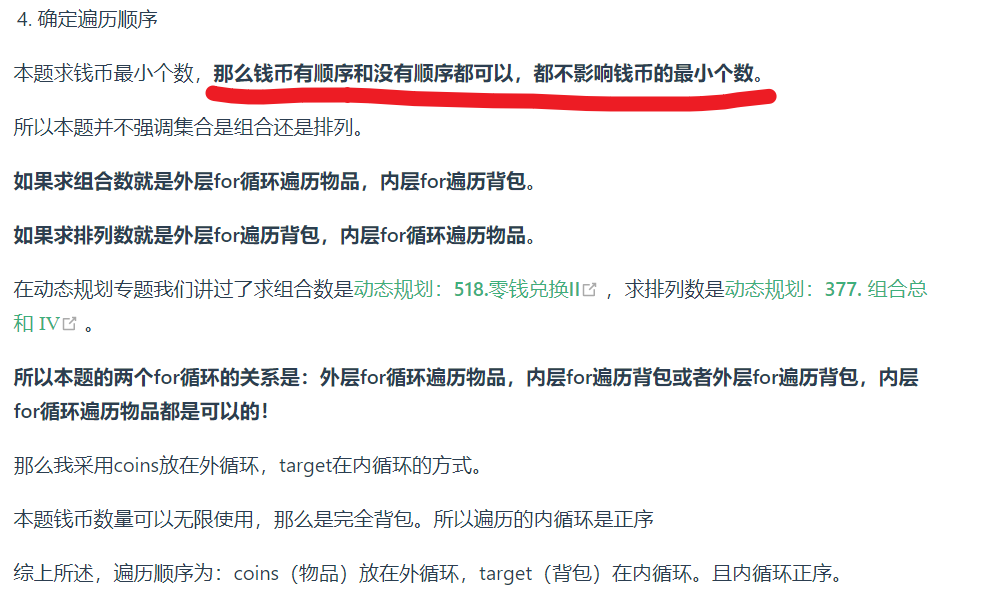 4. 确定遍历顺序
本题求钱币最小个数，那么钱币有顺序和没有顺序都可以，都不影响钱币的最小个数。
所以本题并不强调集合是组合还是排列。
如果求组合数就是外层for循环遍历物品，内层for遍历背包。
如果求排列数就是外层for遍历背包，内层for循环遍历物品。
在动态规划专题我们讲过了求组合数是动态规划：518.零钱兑换II，求排列数是动态规划：377. 组合总
和 IV。
所以本题的两个for循环的关系是：外层for循环遍历物品，内层for遍历背包或者外层for遍历背包，内层
for循环遍历物品都是可以的！
那么我采用coins放在外循环，target在内循环的方式。
本题钱币数量可以无限使用，那么是完全背包。所以遍历的内循环是正序
综上所述，遍历顺序为：coins（物品）放在外循环，target（背包）在内循环。且内循环正序。